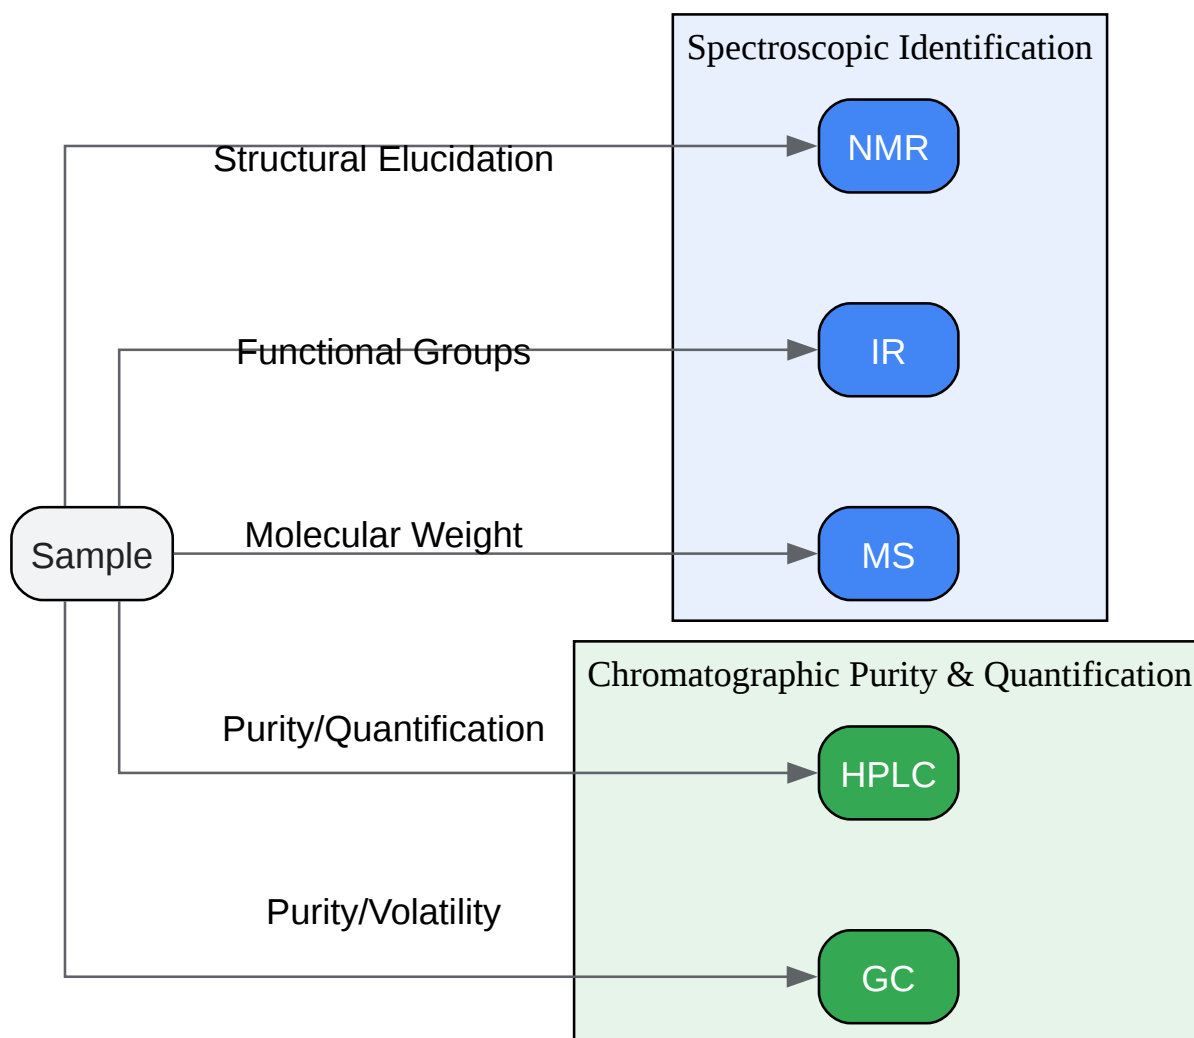 Spectroscopic Identification
NMR
Structural Elucidation
IR
Functional Groups
Sample
Molecular Weight
MS
Chromatographic Purity & Quantification
Purity/Quantification
HPLC
Purity/Volatility
GC